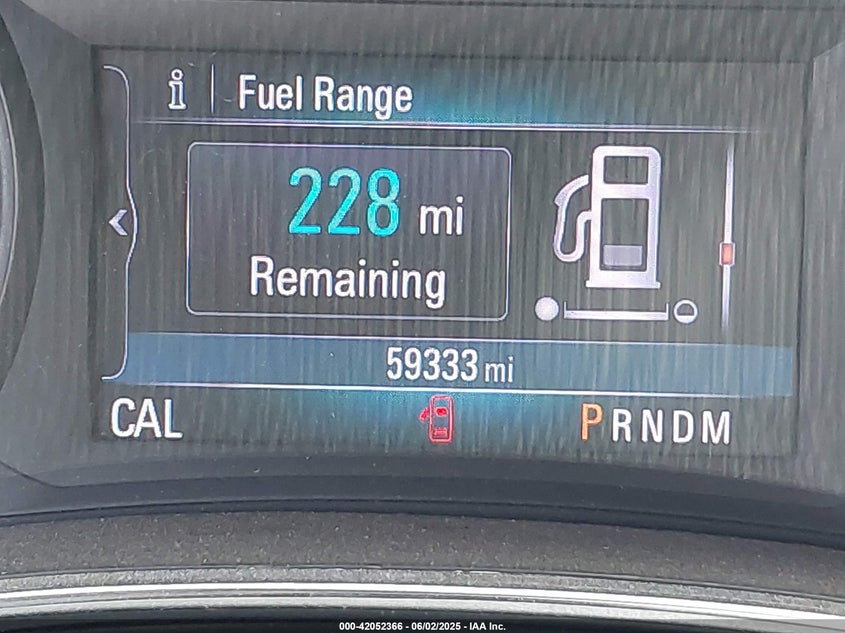 i Fuel Range
228 mi
Remaining
59333 mi
CAL
PRNDM
000-42052366 - 06/02/2025 - IAA Inc.